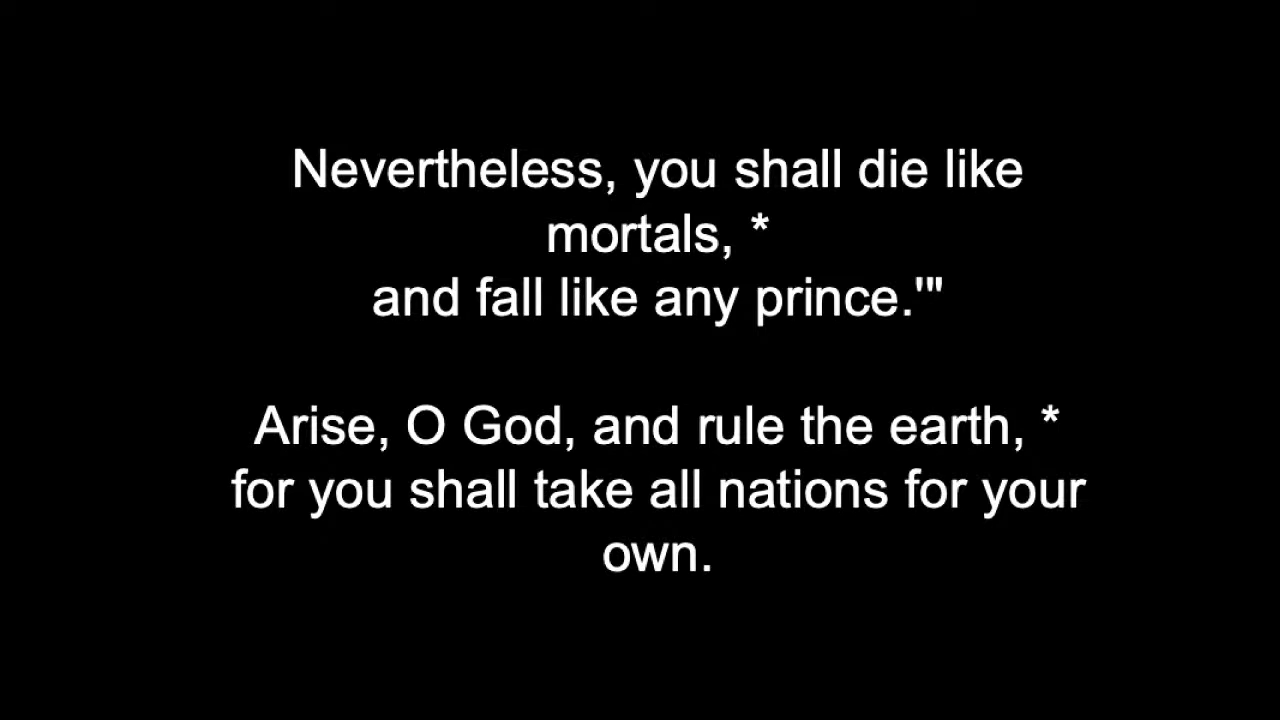 Nevertheless, you shall die like
mortals, *
and fall like any prince.'"
Arise, O God, and rule the earth, *
for you shall take all nations for your
own.